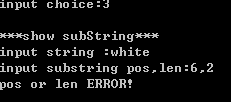 input choice:3
***show subString***
input string :white
input substring pos,len:6,2
pos or len ERROR!